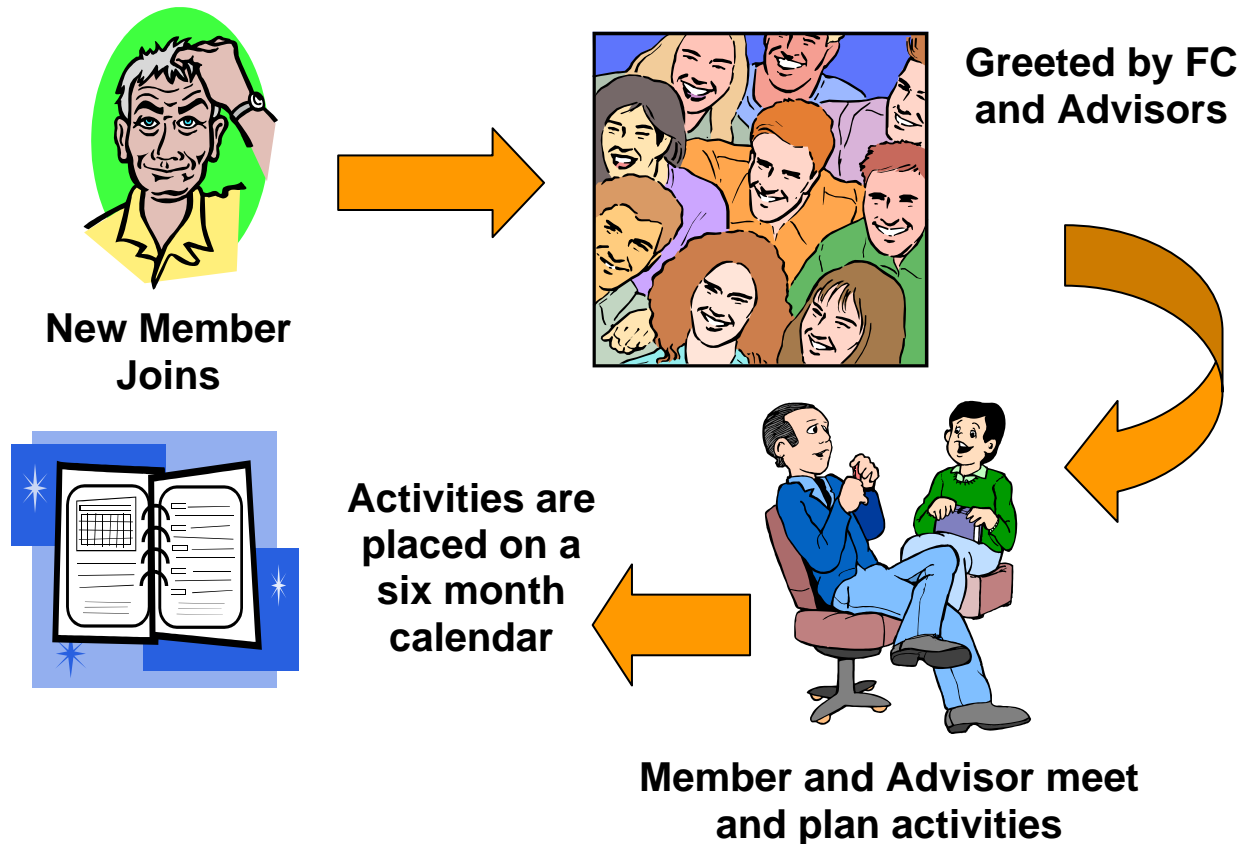 New Member
Joins
Greeted by FC
and Advisors
Member and Advisor meet
and plan activities
Activities are
placed on a
six month
calendar